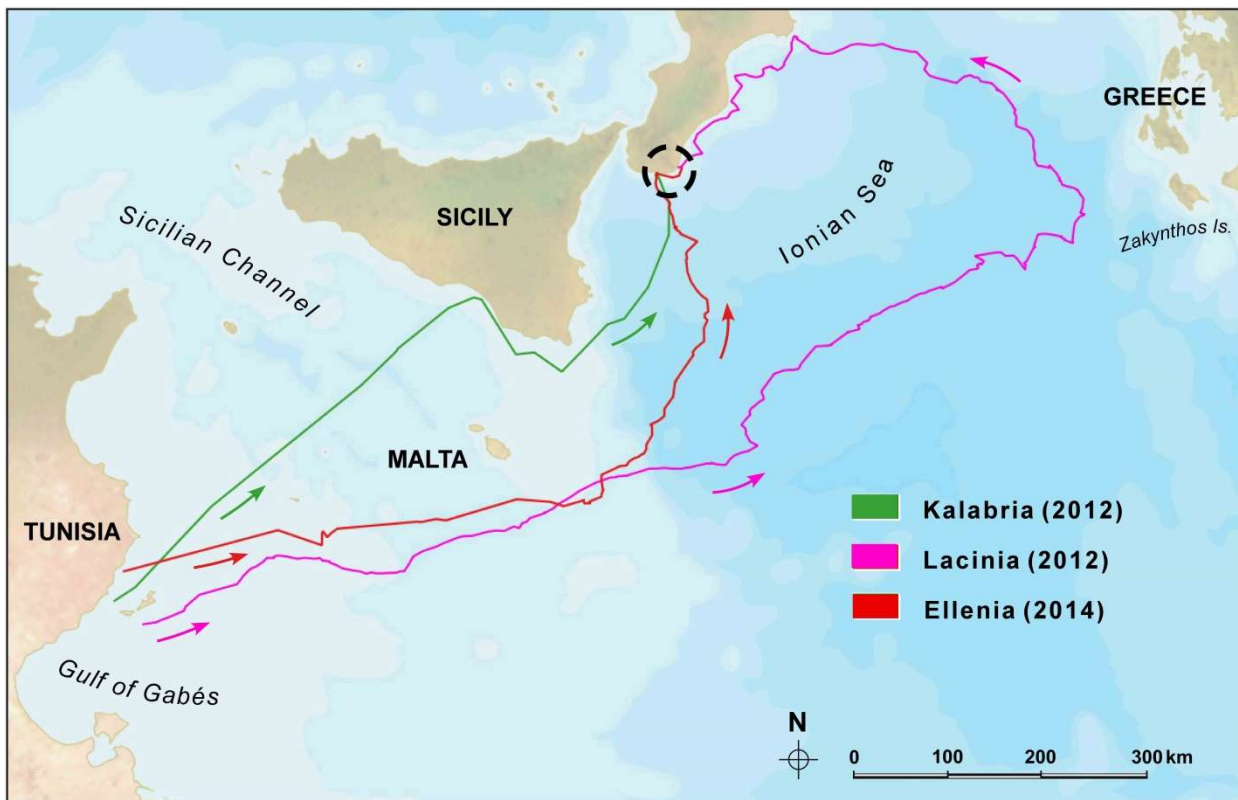 GREECE
SICILY
Ionian Sea
Zakynthos Is.
Sicilian Channel
MALTA
TUNISIA
Kalabria (2012)
Lacinia (2012)
Ellenia (2014)
Gulf of Gabés
N
0 100 200 300 km